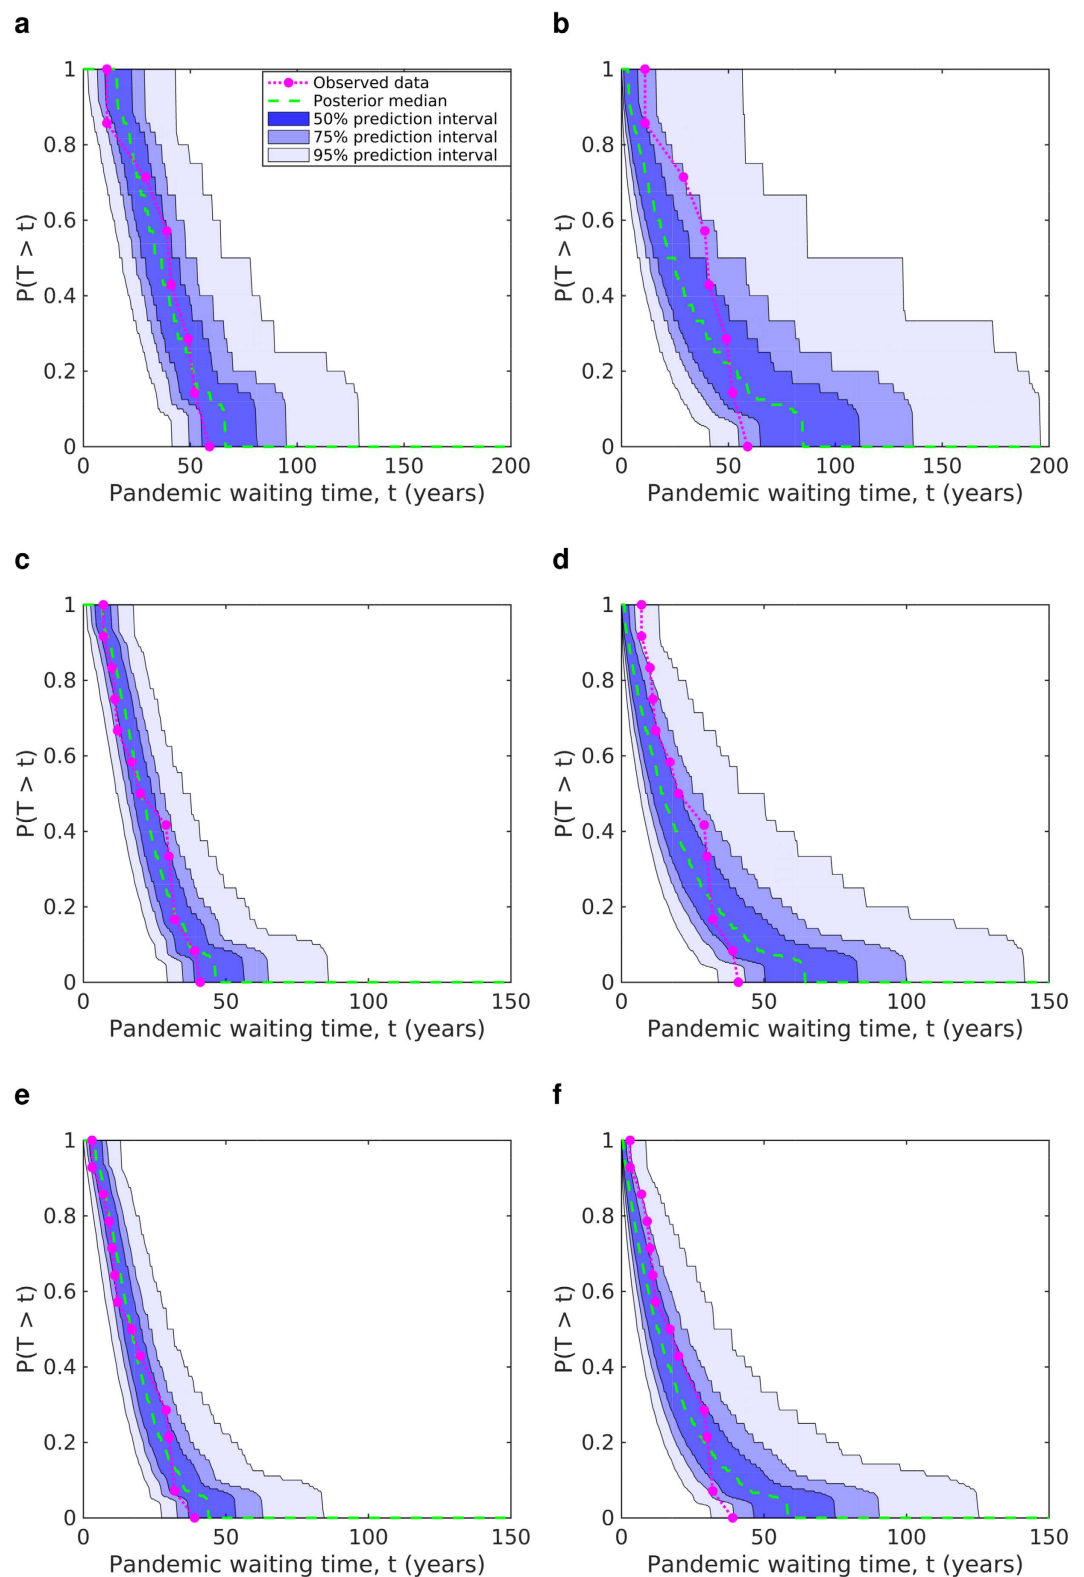 a
b
1
0.8
0.6
0.4
0.2
0
P(T > t)
0
50
100
150
200
Pandemic waiting time, t (years)
Observed data
Posterior median
50% prediction interval
75% prediction interval
95% prediction interval
1
0.8
0.6
0.4
0.2
0
P(T > t)
0
50
100
150
200
Pandemic waiting time, t (years)
c
d
1
0.8
0.6
0.4
0.2
0
P(T > t)
0
50
100
150
Pandemic waiting time, t (years)
1
0.8
0.6
0.4
0.2
0
P(T > t)
0
50
100
150
Pandemic waiting time, t (years)
e
f
1
0.8
0.6
0.4
0.2
0
P(T > t)
0
50
100
150
Pandemic waiting time, t (years)
1
0.8
0.6
0.4
0.2
0
P(T > t)
0
50
100
150
Pandemic waiting time, t (years)